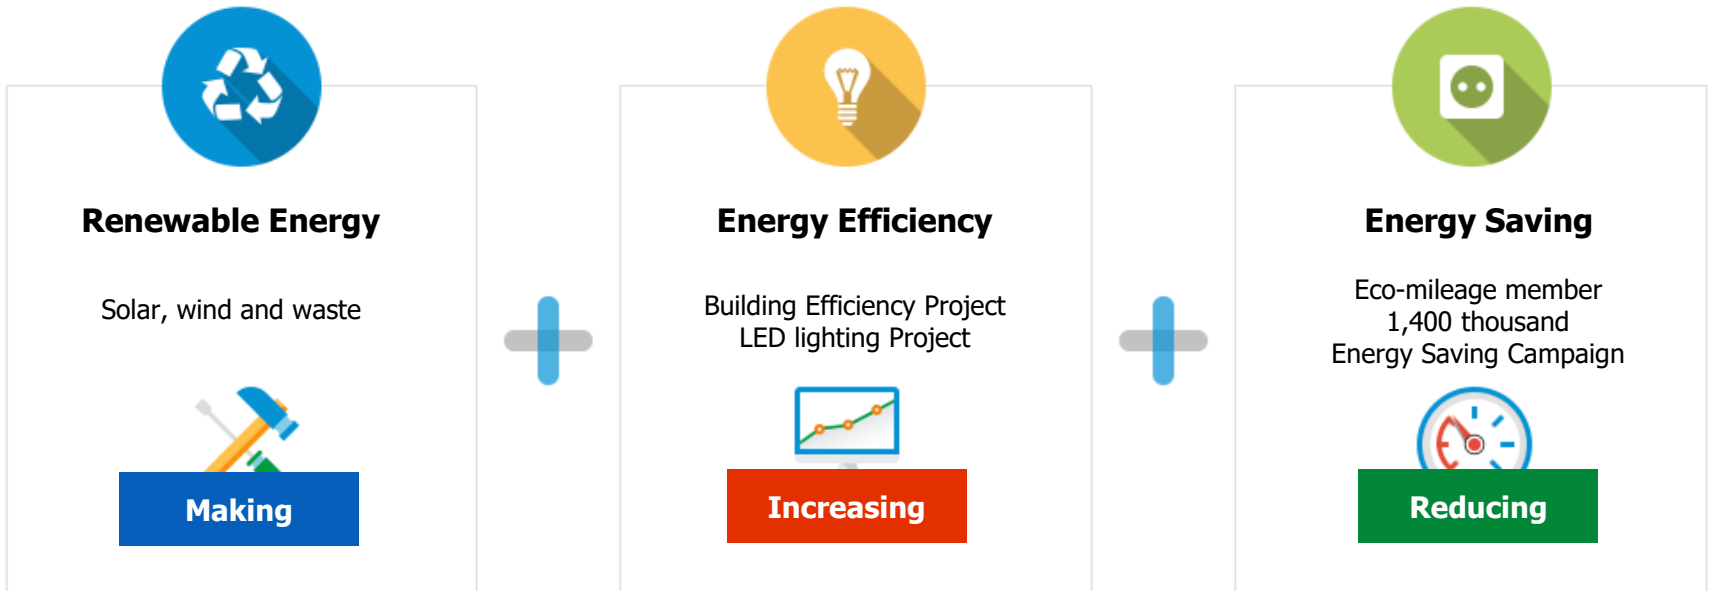 Renewable Energy
Solar, wind and waste
Making
Energy Efficiency
Building Efficiency Project
LED lighting Project
Increasing
Energy Saving
Eco-mileage member
1,400 thousand
Energy Saving Campaign
Reducing